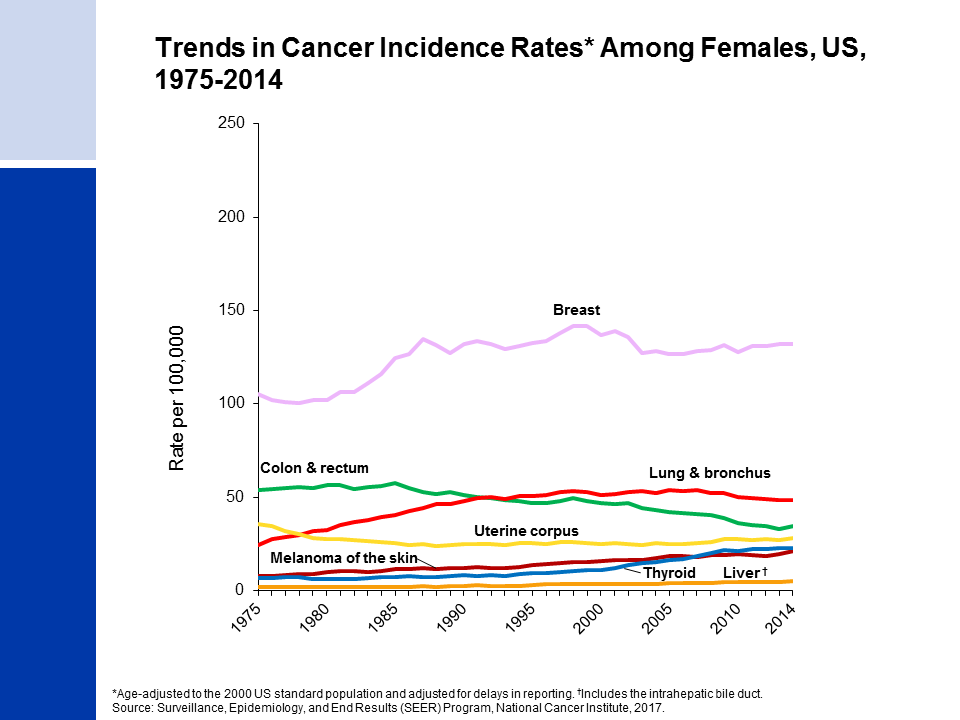 Trends in Cancer Incidence Rates* Among Females, US,
1975-2014
250
200
150
100
50
0
Rate per 100,000
Breast
Colon & rectum
Lung & bronchus
Uterine corpus
Melanoma of the skin
Thyroid
Liver †
1975
1980
1985
1990
1995
2000
2005
2010
2014
*Age-adjusted to the 2000 US standard population and adjusted for delays in reporting. †Includes the intrahepatic bile duct.
Source: Surveillance, Epidemiology, and End Results (SEER) Program, National Cancer Institute, 2017.